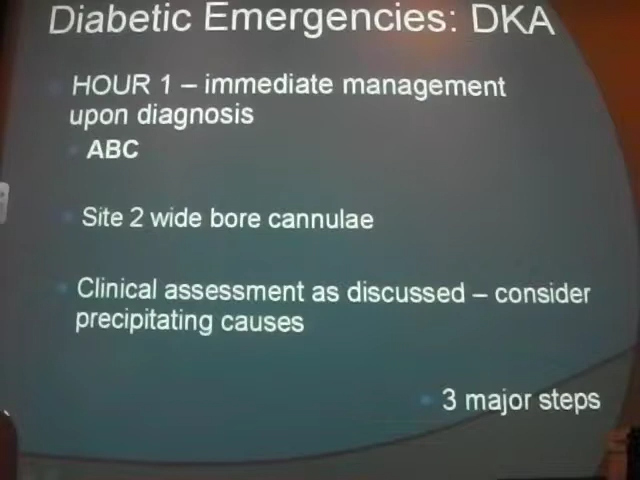 Diabetic Emergencies: DKA
HOUR 1 – immediate management
upon diagnosis
ABC
Site 2 wide bore cannulae
Clinical assessment as discussed – consider
precipitating causes
3 major steps